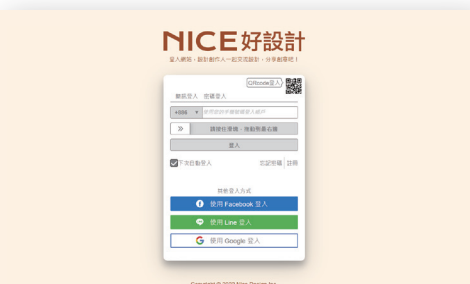 NICE好設計
登入網站，設計創作人一起交流設計，分享創意吧！
QRcode登入
簡訊登入 密碼登入
+886
請按住滑塊，拖動到最右邊
登入
下次自動登入 忘記密碼 註冊
其他登入方式
使用 Facebook 登入
使用 Line 登入
使用 Google 登入